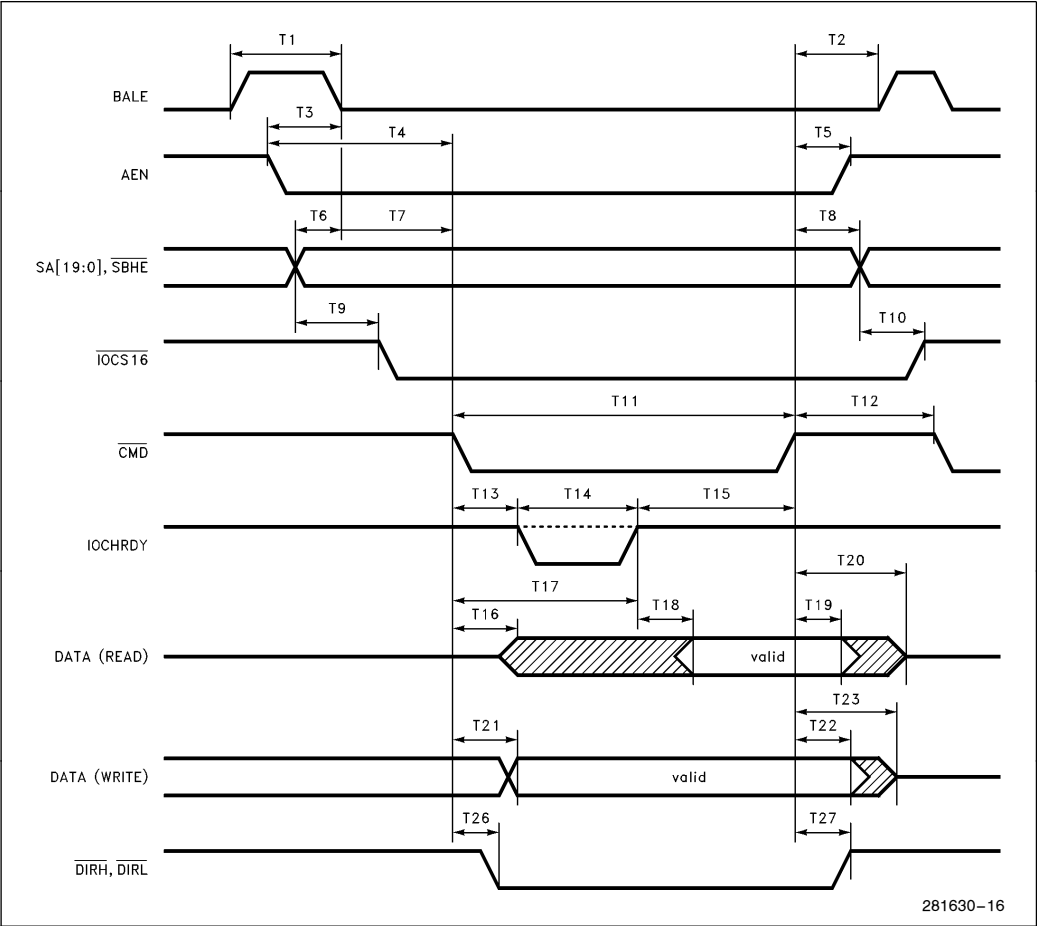 T1 T2
BALE
T3 T4 T5
AEN
T6 T7 T8
SA[19:0], SBHE
T9 T10
IOCS16
T11 T12
CMD
T13 T14 T15
IOCHRDY
T20
T17
T16 T18 T19
DATA (READ) valid
T23
T21 T22
DATA (WRITE) valid
T26 T27
DIRH, DIRL
281630–16